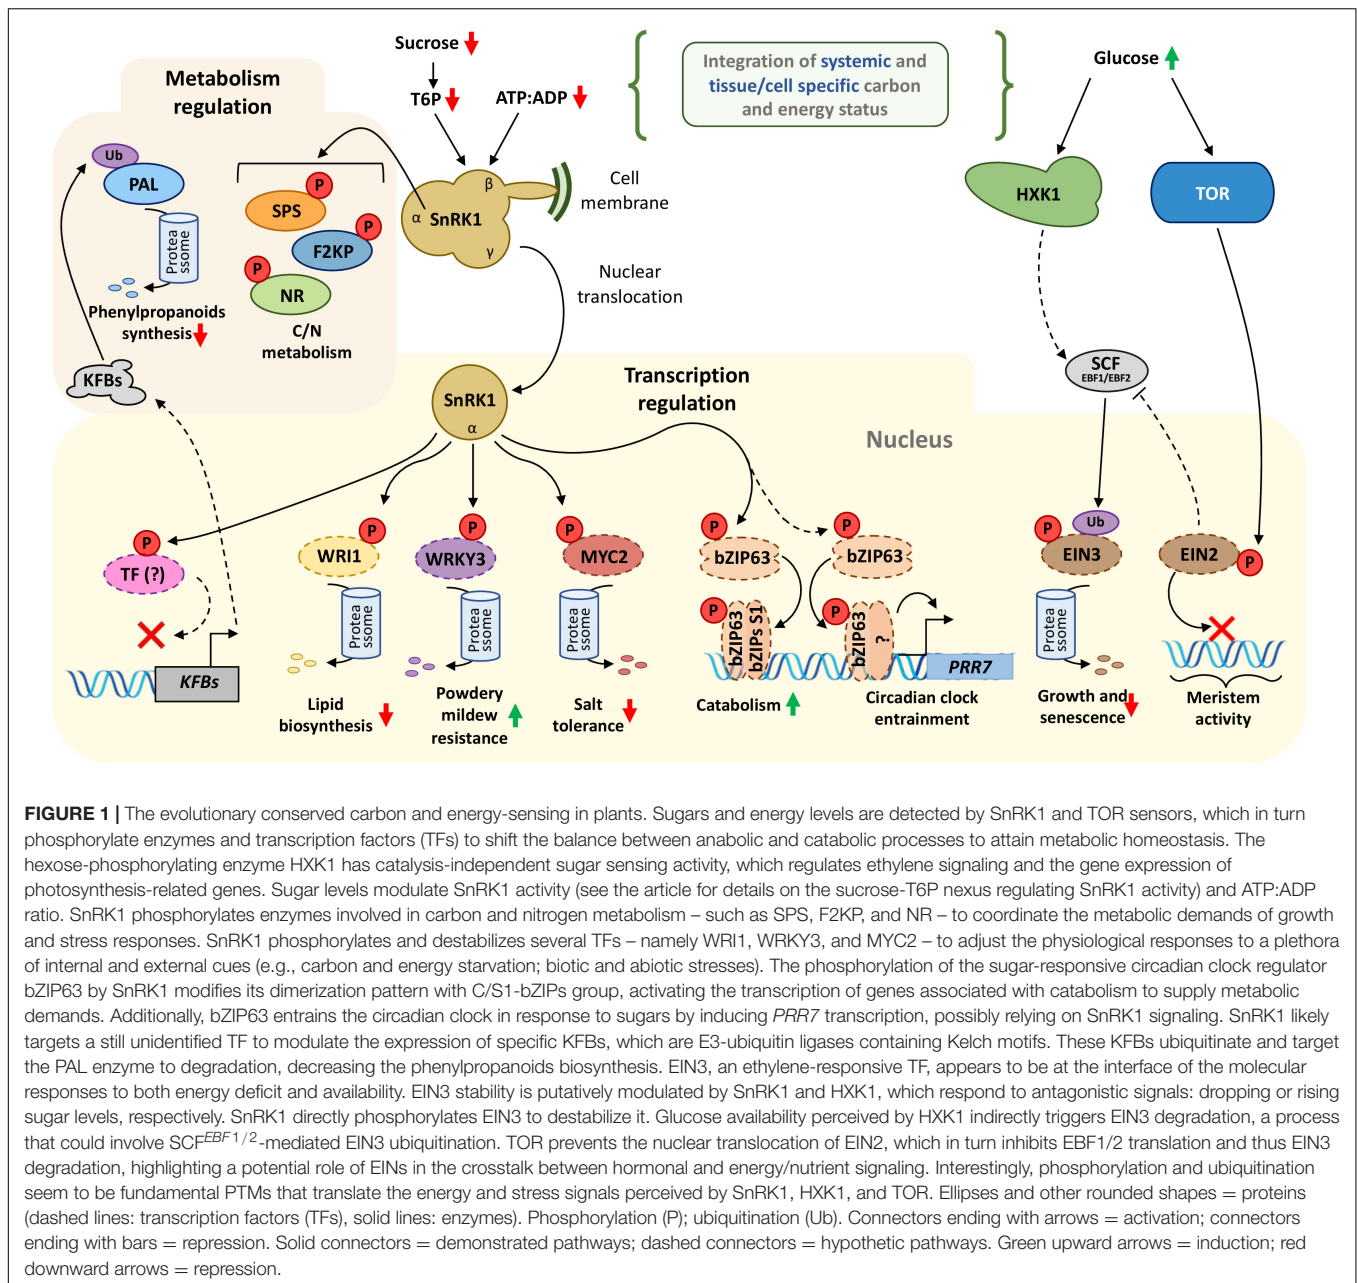 Metabolism
regulation
Sucrose
T6P
ATP:ADP
Integration of systemic and
tissue/cell specific carbon
and energy status
Glucose
Ub
PAL
Protea
ssome
Phenylpropanoids
synthesis
P
SPS
P
F2KP
P
NR
C/N
metabolism
β
α
SnRK1
γ
Cell
membrane
Nuclear
translocation
HXK1
TOR
KFBs
SnRK1
α
Transcription
regulation
Nucleus
SCF
EBF1/EBF2
P
TF (?)
KFBs
P
WRI1
Protea
ssome
Lipid
biosynthesis
P
WRKY3
Protea
ssome
Powdery
mildew
resistance
P
MYC2
Protea
ssome
Salt
tolerance
P
bZIP63
P
bZIP63
bZIPs S1
Catabolism
P
bZIP63
P
bZIP63
?
PRR7
Circadian clock
entrainment
P
Ub
EIN3
Protea
ssome
Growth and
senescence
EIN2
P
Meristem
activity
FIGURE 1 | The evolutionary conserved carbon and energy-sensing in plants. Sugars and energy levels are detected by SnRK1 and TOR sensors, which in turn
phosphorylate enzymes and transcription factors (TFs) to shift the balance between anabolic and catabolic processes to attain metabolic homeostasis. The
hexose-phosphorylating enzyme HXK1 has catalysis-independent sugar sensing activity, which regulates ethylene signaling and the gene expression of
photosynthesis-related genes. Sugar levels modulate SnRK1 activity (see the article for details on the sucrose-T6P nexus regulating SnRK1 activity) and ATP:ADP
ratio. SnRK1 phosphorylates enzymes involved in carbon and nitrogen metabolism – such as SPS, F2KP, and NR – to coordinate the metabolic demands of growth
and stress responses. SnRK1 phosphorylates and destabilizes several TFs – namely WRI1, WRKY3, and MYC2 – to adjust the physiological responses to a plethora
of internal and external cues (e.g., carbon and energy starvation; biotic and abiotic stresses). The phosphorylation of the sugar-responsive circadian clock regulator
bZIP63 by SnRK1 modifies its dimerization pattern with C/S1-bZIPs group, activating the transcription of genes associated with catabolism to supply metabolic
demands. Additionally, bZIP63 entrains the circadian clock in response to sugars by inducing PRR7 transcription, possibly relying on SnRK1 signaling. SnRK1 likely
targets a still unidentified TF to modulate the expression of specific KFBs, which are E3-ubiquitin ligases containing Kelch motifs. These KFBs ubiquitinate and target
the PAL enzyme to degradation, decreasing the phenylpropanoids biosynthesis. EIN3, an ethylene-responsive TF, appears to be at the interface of the molecular
responses to both energy deficit and availability. EIN3 stability is putatively modulated by SnRK1 and HXK1, which respond to antagonistic signals: dropping or rising
sugar levels, respectively. SnRK1 directly phosphorylates EIN3 to destabilize it. Glucose availability perceived by HXK1 indirectly triggers EIN3 degradation, a process
that could involve SCFEBF1/2-mediated EIN3 ubiquitination. TOR prevents the nuclear translocation of EIN2, which in turn inhibits EBF1/2 translation and thus EIN3
degradation, highlighting a potential role of EINs in the crosstalk between hormonal and energy/nutrient signaling. Interestingly, phosphorylation and ubiquitination
seem to be fundamental PTMs that translate the energy and stress signals perceived by SnRK1, HXK1, and TOR. Ellipses and other rounded shapes = proteins
(dashed lines: transcription factors (TFs), solid lines: enzymes). Phosphorylation (P); ubiquitination (Ub). Connectors ending with arrows = activation; connectors
ending with bars = repression. Solid connectors = demonstrated pathways; dashed connectors = hypothetic pathways. Green upward arrows = induction; red
downward arrows = repression.